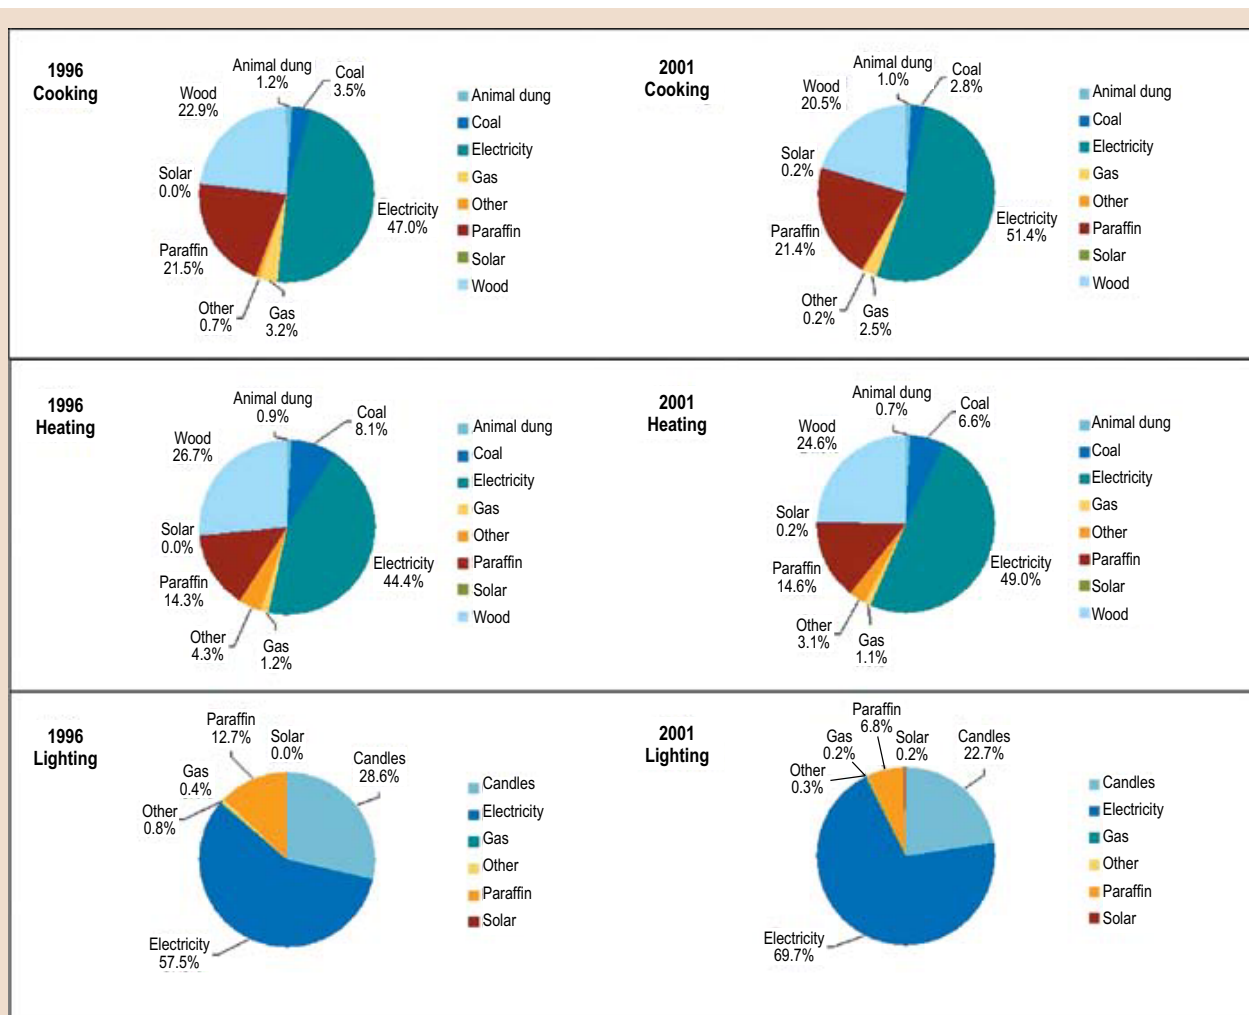 1996
Cooking
Animal dung
1.2%
Coal
3.5%
Wood
22.9%
Solar
0.0%
Electricity
47.0%
Paraffin
21.5%
Other
0.7%
Gas
3.2%
Animal dung
Coal
Electricity
Gas
Other
Paraffin
Solar
Wood
2001
Cooking
Animal dung
1.0%
Coal
2.8%
Wood
20.5%
Solar
0.2%
Electricity
51.4%
Paraffin
21.4%
Other
0.2%
Gas
2.5%
Animal dung
Coal
Electricity
Gas
Other
Paraffin
Solar
Wood
1996
Heating
Animal dung
0.9%
Coal
8.1%
Wood
26.7%
Solar
0.0%
Electricity
44.4%
Paraffin
14.3%
Other
4.3%
Gas
1.2%
Animal dung
Coal
Electricity
Gas
Other
Paraffin
Solar
Wood
2001
Heating
Animal dung
0.7%
Coal
6.6%
Wood
24.6%
Solar
0.2%
Electricity
49.0%
Paraffin
14.6%
Other
3.1%
Gas
1.1%
Animal dung
Coal
Electricity
Gas
Other
Paraffin
Solar
Wood
1996
Lighting
Paraffin
12.7%
Solar
0.0%
Candles
28.6%
Gas
0.4%
Other
0.8%
Electricity
57.5%
Candles
Electricity
Gas
Other
Paraffin
Solar
2001
Lighting
Paraffin
6.8%
Gas
0.2%
Solar
0.2%
Candles
22.7%
Other
0.3%
Electricity
69.7%
Candles
Electricity
Gas
Other
Paraffin
Solar